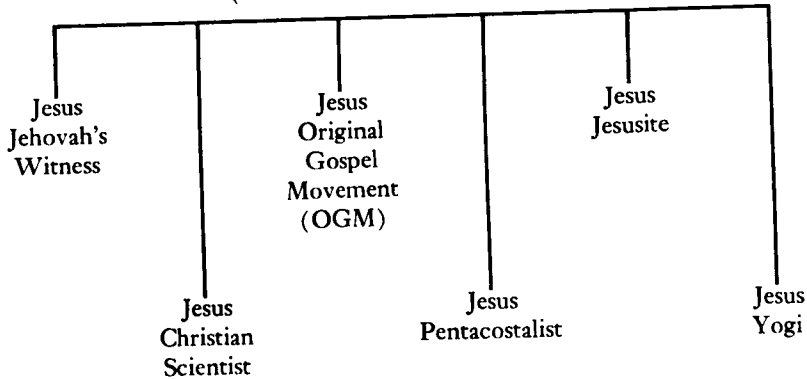 (
Jesus
Jehovah's
Witness
Jesus
Christian
Scientist
Jesus
Original
Gospel
Movement
(OGM)
Jesus
Pentacostalist
Jesus
Jesusite
Jesus
Yogi